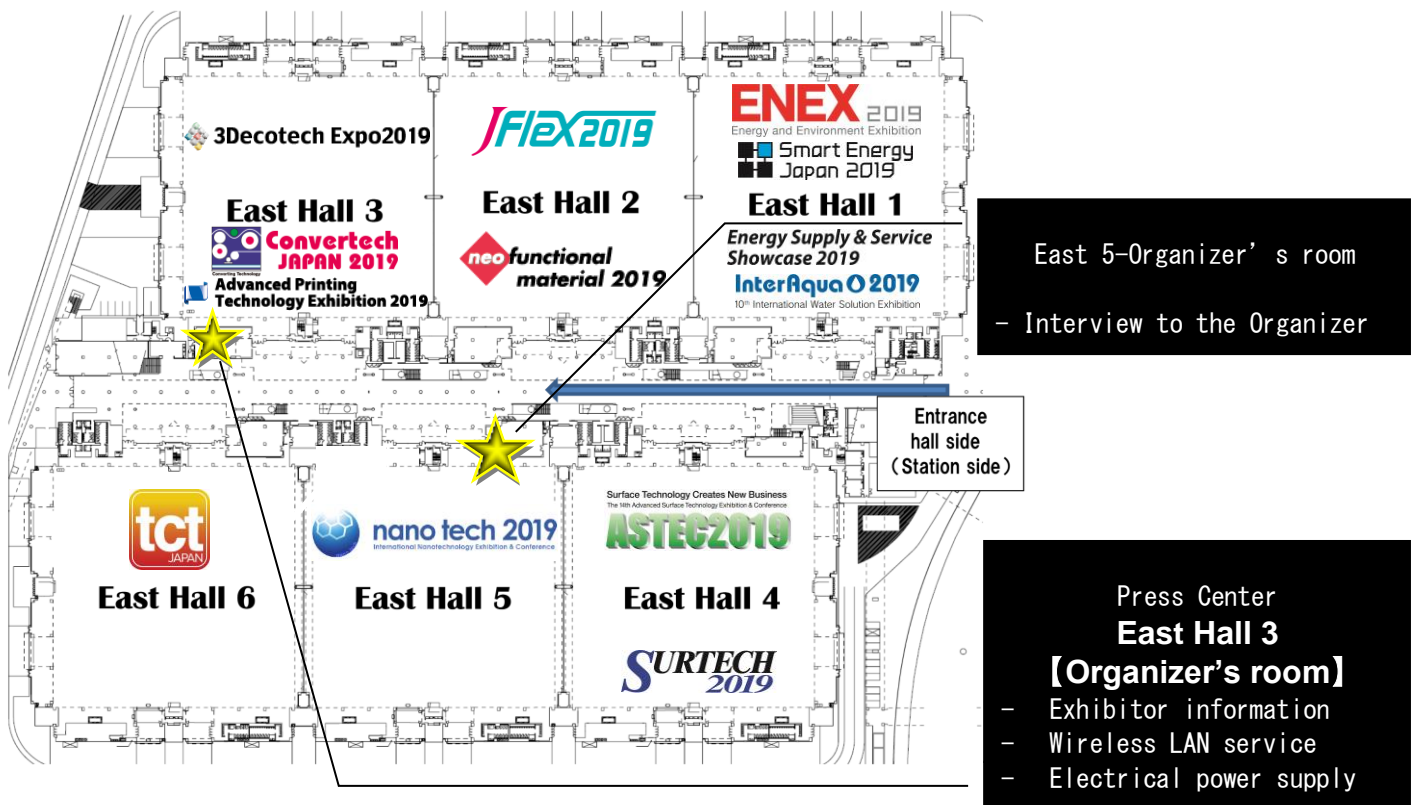 3Decotech Expo2019
East Hall 3
Converting Technology
Convertech
JAPAN 2019
Advanced Printing
Technology Exhibition 2019
JFlex2019
East Hall 2
neo functional
material 2019
ENEX 2019
Energy and Environment Exhibition
Smart Energy
Japan 2019
East Hall 1
Energy Supply & Service
Showcase 2019
InterAqua 2019
10th International Water Solution Exhibition
East 5-Organizer’s room
- Interview to the Organizer
Entrance
hall side
(Station side)
tct
JAPAN
East Hall 6
nano tech 2019
International Nanotechnology Exhibition & Conference
East Hall 5
Surface Technology Creates New Business
The 14th Advanced Surface Technology Exhibition & Conference
ASTEC2019
East Hall 4
SURTECH
2019
Press Center
East Hall 3
【Organizer’s room】
- Exhibitor information
- Wireless LAN service
- Electrical power supply